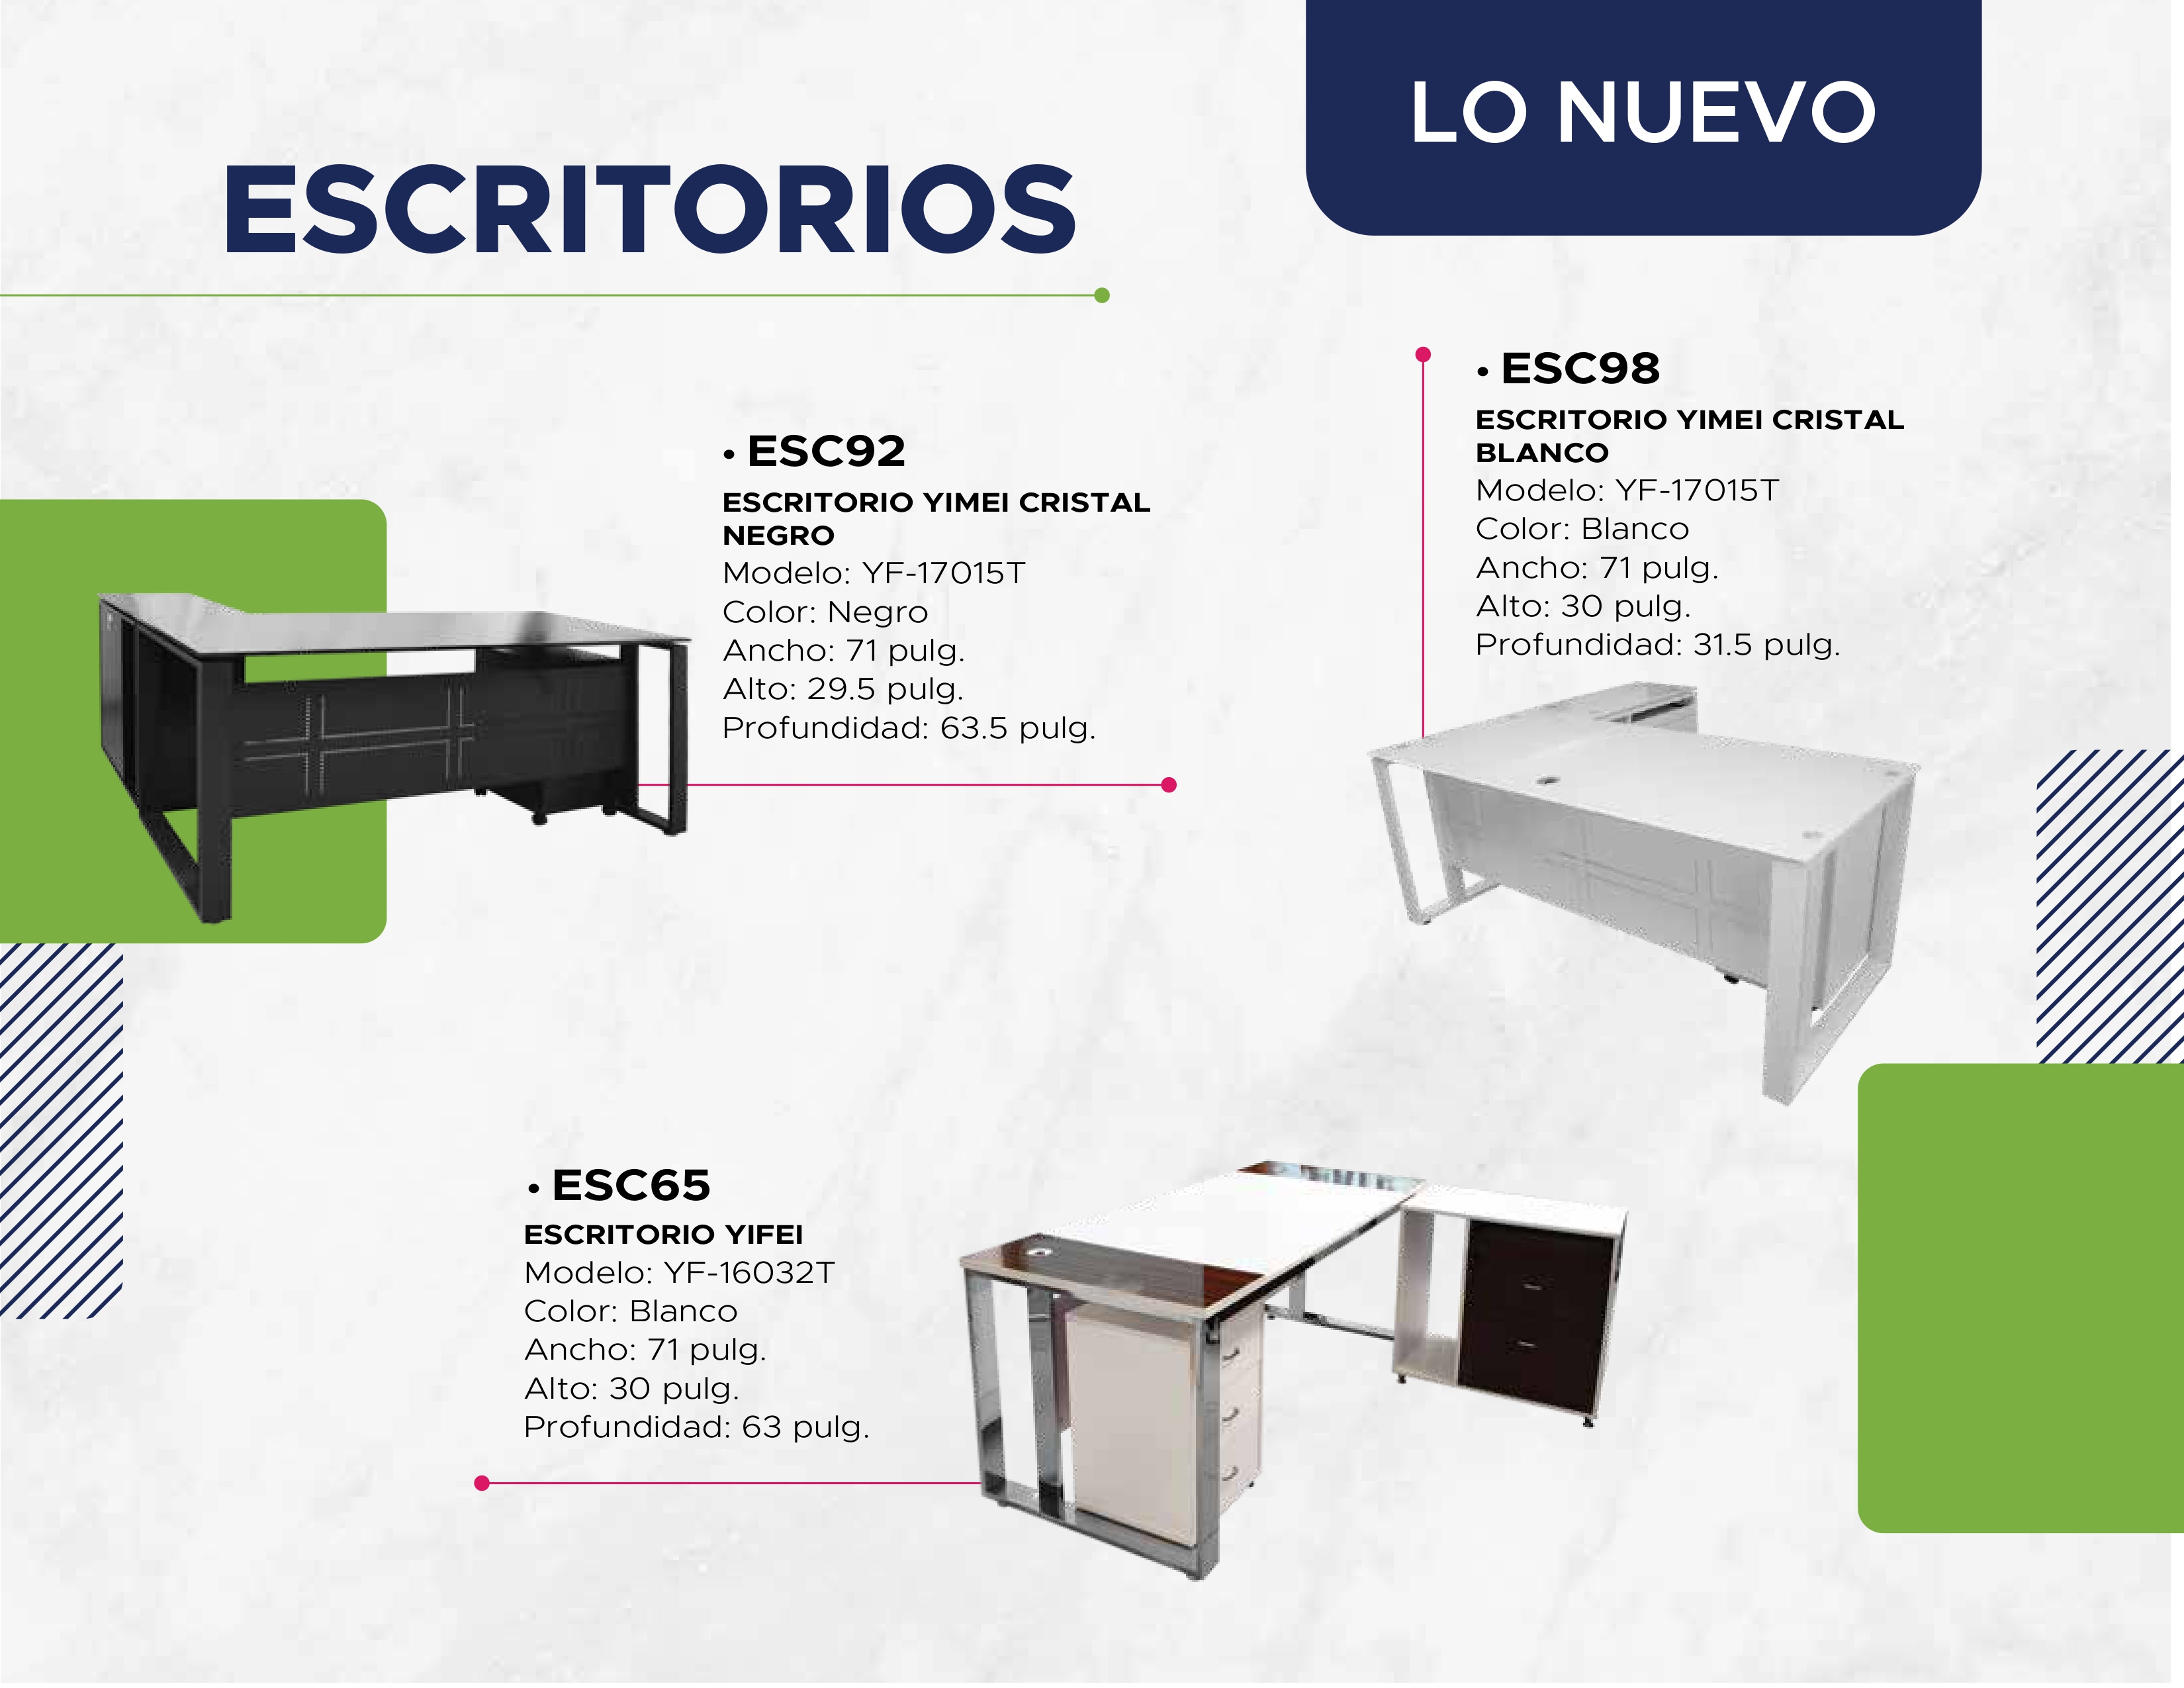 LO NUEVO
ESCRITORIOS
• ESC98
ESCRITORIO YIMEI CRISTAL
BLANCO
Modelo: YF-17015T
Color: Blanco
Ancho: 71 pulg.
Alto: 30 pulg.
Profundidad: 31.5 pulg.
• ESC92
ESCRITORIO YIMEI CRISTAL
NEGRO
Modelo: YF-17015T
Color: Negro
Ancho: 71 pulg.
Alto: 29.5 pulg.
Profundidad: 63.5 pulg.
• ESC65
ESCRITORIO YIFEI
Modelo: YF-16032T
Color: Blanco
Ancho: 71 pulg.
Alto: 30 pulg.
Profundidad: 63 pulg.